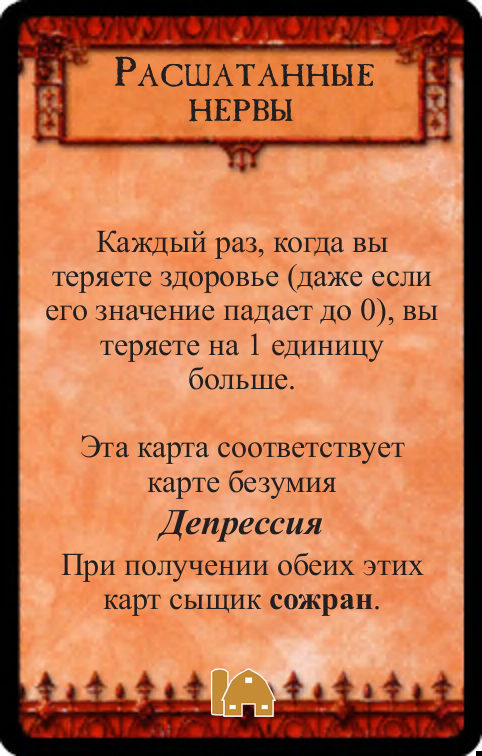 Расшатанные
нервы
Каждый раз, когда вы
теряете здоровье (даже если
его значение падает до 0), вы
теряете на 1 единицу
больше.
Эта карта соответствует
карте безумия
Депрессия
При получении обеих этих
карт сыщик сожран.